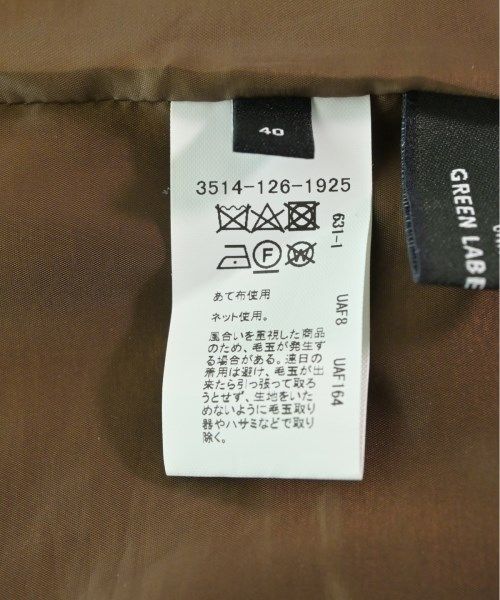 40
3514-126-1925
631-1
UAF8 UAF164
F
W
あて布使用
ネット使用。
風合いを重視した商品
のため、毛玉が発生す
る場合がある。連日の
着用は避け、毛玉が出
来たら引っ張って取ろ
うとせず、生地をいた
めないように毛玉取り
器やハサミなどで取り
除く。
GREEN LABE